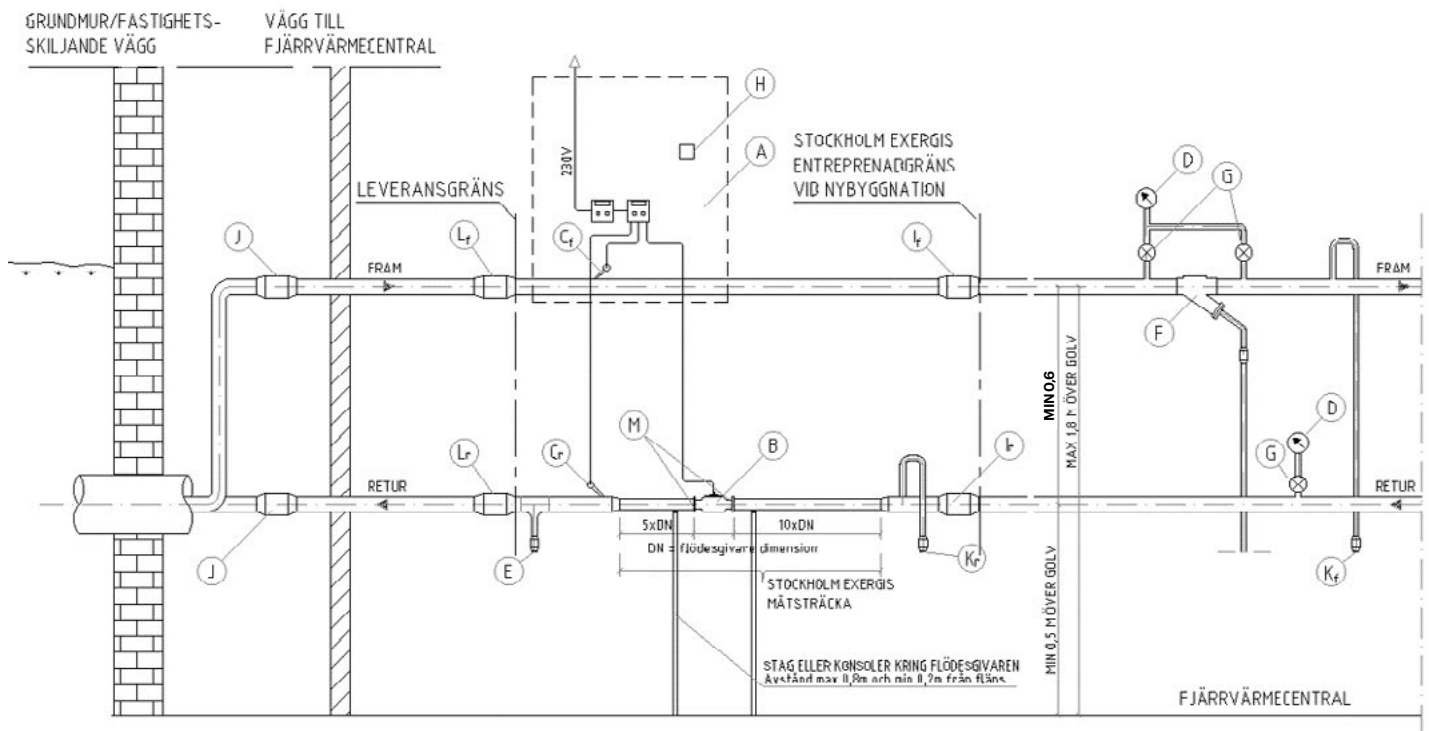 GRUNDMUR/FASTIGHETS-
SKILJANDE VÄGG
VÄGG TILL
FJÄRRVÄRMECENTRAL
H
230V
A
STOCKHOLM EXERGIS
ENTREPRENADGRÄNS
VID NYBYGGNATION
D
G
LEVERANSGRÄNS
J
Lf
Cf
If
FRAM
FRAM
F
MIN 0,6
MAX 1,8 M ÖVER GOLV
M
B
D
Lr
Cr
Ir
G
RETUR
RETUR
5xDN
10xDN
DN = flödesgivare dimension
J
E
Kr
Kf
STOCKHOLM EXERGIS
MÄTSTRÄCKA
MIN 0,5 M ÖVER GOLV
STAG ELLER KONSOLER KRING FLÖDESGIVAREN
Avstånd max 0,8m och min 0,2m från fläns
FJÄRRVÄRMECENTRAL